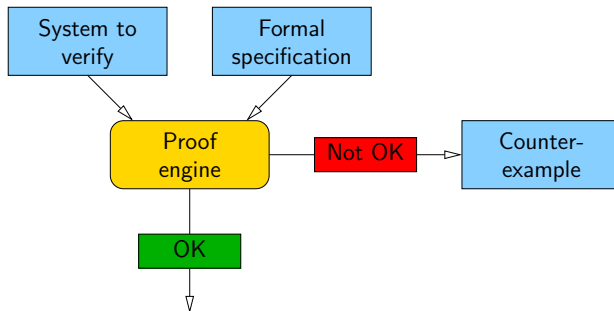 System to
verify
Formal
specification
Proof
engine
Not OK
Counter-
example
OK